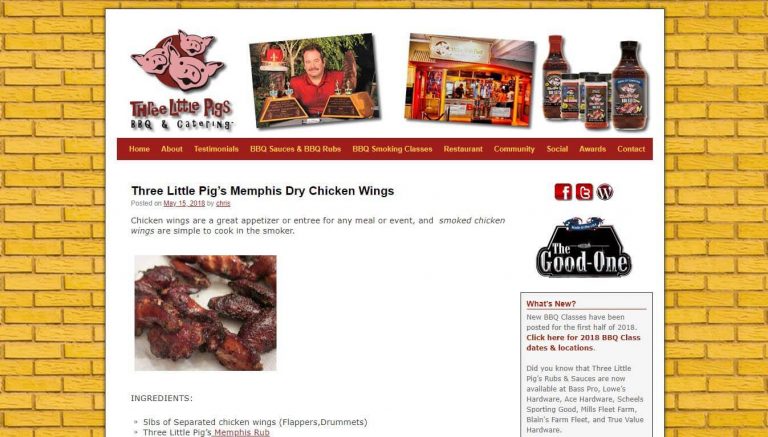 Three Little Pigs
BBQ & Catering
Home About Testimonials BBQ Sauces & BBQ Rubs BBQ Smoking Classes Restaurant Community Social Awards Contact
Three Little Pig's Memphis Dry Chicken Wings
Posted on May 15, 2018 by chris
Chicken wings are a great appetizer or entree for any meal or event, and smoked chicken
wings are simple to cook in the smoker.
INGREDIENTS:
5lbs of Separated chicken wings (Flappers,Drummets)
Three Little Pig's Memphis Rub
The
Good-One
What's New?
New BBQ Classes have been
posted for the first half of 2018.
Click here for 2018 BBQ Class
dates & locations.
Did you know that Three Little
Pig's Rubs & Sauces are now
available at Bass Pro, Lowe's
Hardware, Ace Hardware, Scheels
Sporting Good, Mills Fleet Farm,
Blain's Farm Fleet, and True Value
Hardware.